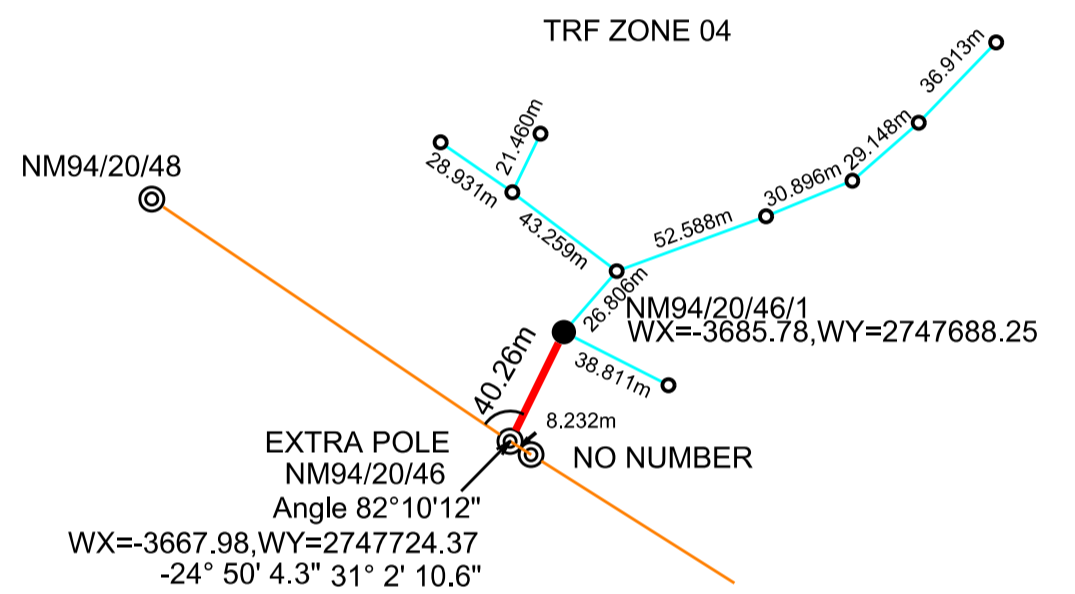 TRF ZONE 04
36.913m
21.460m
29.148m
NM94/20/48
28.931m
30.896m
43.259m
52.588m
26.806m
NM94/20/46/1
WX=-3685.78,WY=2747688.25
40.26m
38.811m
8.232m
EXTRA POLE
NO NUMBER
NM94/20/46
Angle 82°10'12"
WX=-3667.98,WY=2747724.37
-24° 50' 4.3" 31° 2' 10.6"